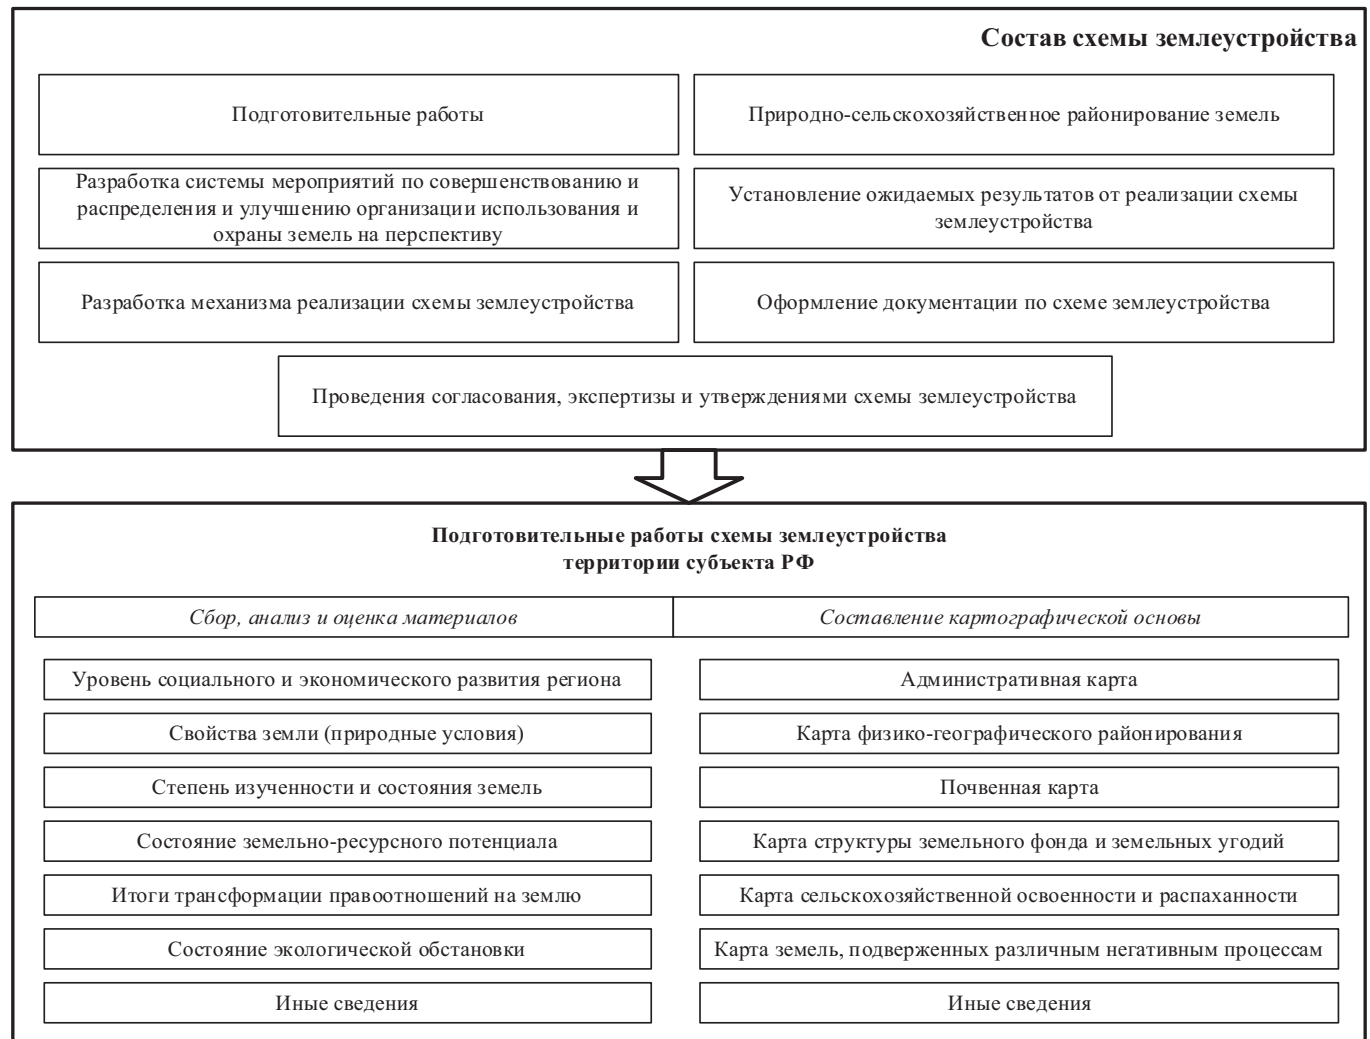 Состав схемы землеустройства
Подготовительные работы
Природно-сельскохозяйственное районирование земель
Разработка системы мероприятий по совершенствованию и
распределения и улучшению организации использования и
охраны земель на перспективу
Установление ожидаемых результатов от реализации схемы
землеустройства
Разработка механизма реализации схемы землеустройства
Оформление документации по схеме землеустройства
Проведения согласования, экспертизы и утверждениями схемы землеустройства
Подготовительные работы схемы землеустройства
территории субъекта РФ
Сбор, анализ и оценка материалов
Составление картографической основы
Уровень социального и экономического развития региона
Административная карта
Свойства земли (природные условия)
Карта физико-географического районирования
Степень изученности и состояния земель
Почвенная карта
Состояние земельно-ресурсного потенциала
Карта структуры земельного фонда и земельных угодий
Итоги трансформации правоотношений на землю
Карта сельскохозяйственной освоенности и распаханности
Состояние экологической обстановки
Карта земель, подверженных различным негативным процессам
Иные сведения
Иные сведения